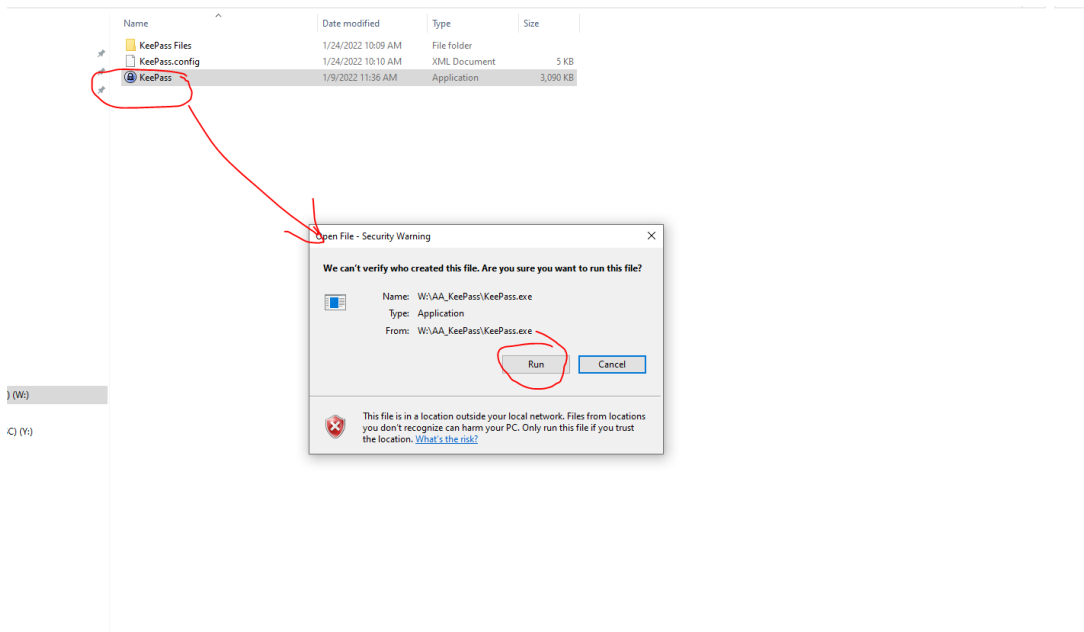 Name Date modified Type Size
KeePass Files 1/24/2022 10:09 AM File folder
KeePass.config 1/24/2022 10:10 AM XML Document 5 KB
KeePass 1/9/2022 11:36 AM Application 3,090 KB
Open File - Security Warning
We can't verify who created this file. Are you sure you want to run this file?
Name: W:\AA_KeePass\KeePass.exe
Type: Application
From: W:\AA_KeePass\KeePass.exe
Run Cancel
) (W:)
This file is in a location outside your local network. Files from locations
you don't recognize can harm your PC. Only run this file if you trust
the location. What's the risk?
C) (Y:)